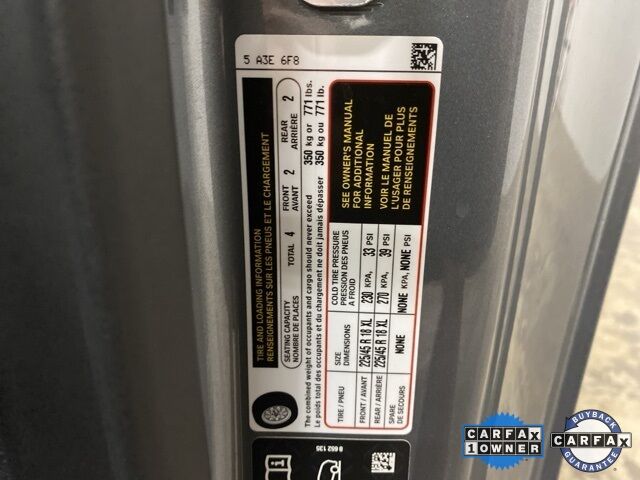 5 A3E 6F8
TIRE AND LOADING INFORMATION
RENSEIGNEMENTS SUR LES PNEUS ET LE CHARGEMENT
SEATING CAPACITY
NOMBRE DE PLACES
TOTAL 4
FRONT
AVANT
2
REAR
ARRIÈRE
2
The combined weight of occupants and cargo should never exceed 350 kg or 771 lbs.
Le poids total des occupants et du chargement ne doit jamais dépasser 350 kg ou 771 lb.
TIRE / PNEU
SIZE
DIMENSIONS
COLD TIRE PRESSURE
PRESSION DES PNEUS
A FROID
FRONT / AVANT
225/45 R 18 XL
230 KPA, 33 PSI
REAR / ARRIÈRE
225/45 R 18 XL
270 KPA, 39 PSI
SPARE
DE SECOURS
NONE
NONE KPA, NONE PSI
SEE OWNER'S MANUAL
FOR ADDITIONAL
INFORMATION
VOIR LE MANUEL DE
L'USAGER POUR PLUS
DE RENSEIGNEMENTS
8 662 135
CARFAX
1 OWNER
BUYBACK
CARFAX
GUARANTEE